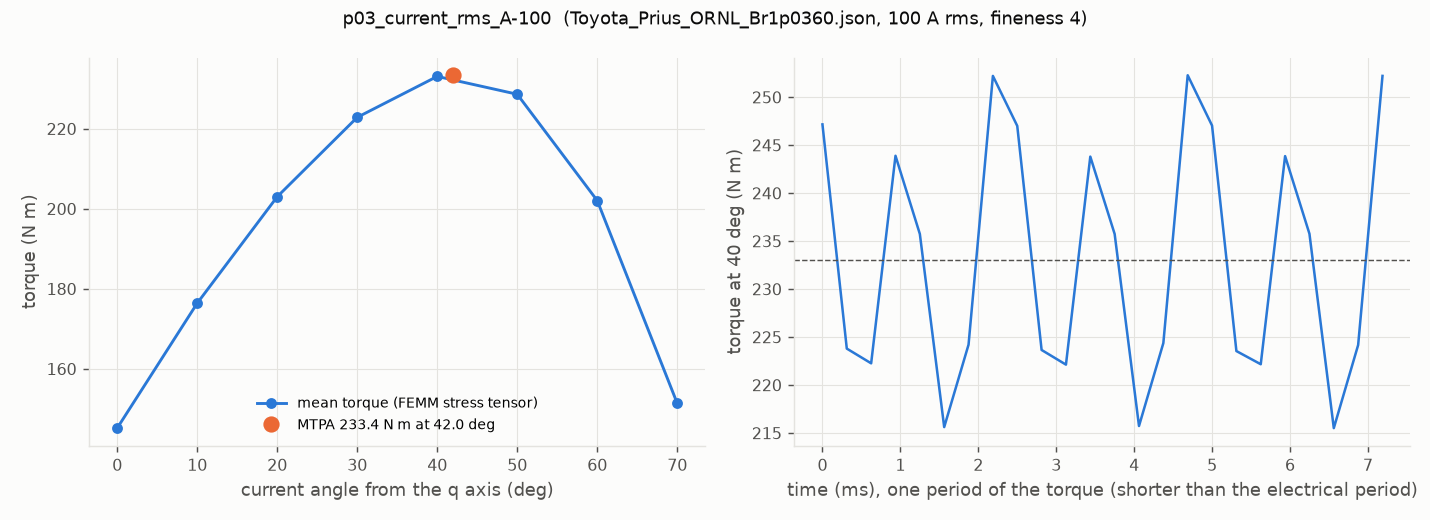 p03_current_rms_A-100  (Toyota_Prius_ORNL_Br1p0360.json, 100 A rms, fineness 4)
torque (N m)
220
200
180
160
0 10 20 30 40 50 60 70
current angle from the q axis (deg)
mean torque (FEMM stress tensor)
MTPA 233.4 N m at 42.0 deg
torque at 40 deg (N m)
250
245
240
235
230
225
220
215
0 1 2 3 4 5 6 7
time (ms), one period of the torque (shorter than the electrical period)